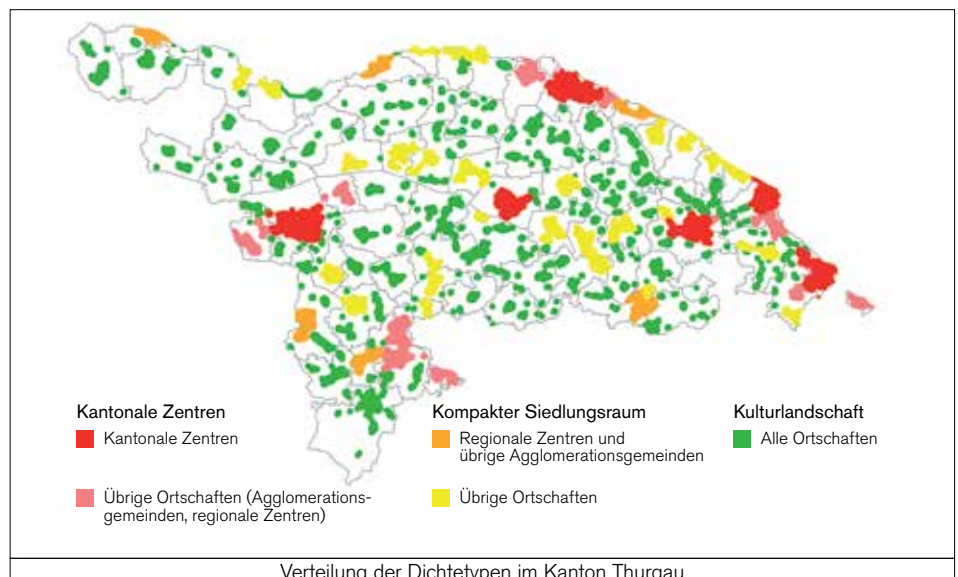 Kantonale Zentren
Kantonale Zentren
Übrige Ortschaften (Agglomerations-
gemeinden, regionale Zentren)
Kompakter Siedlungsraum
Regionale Zentren und
übrige Agglomerationsgemeinden
Übrige Ortschaften
Kulturlandschaft
Alle Ortschaften
Verteilung der Dichtetypen im Kanton Thurgau